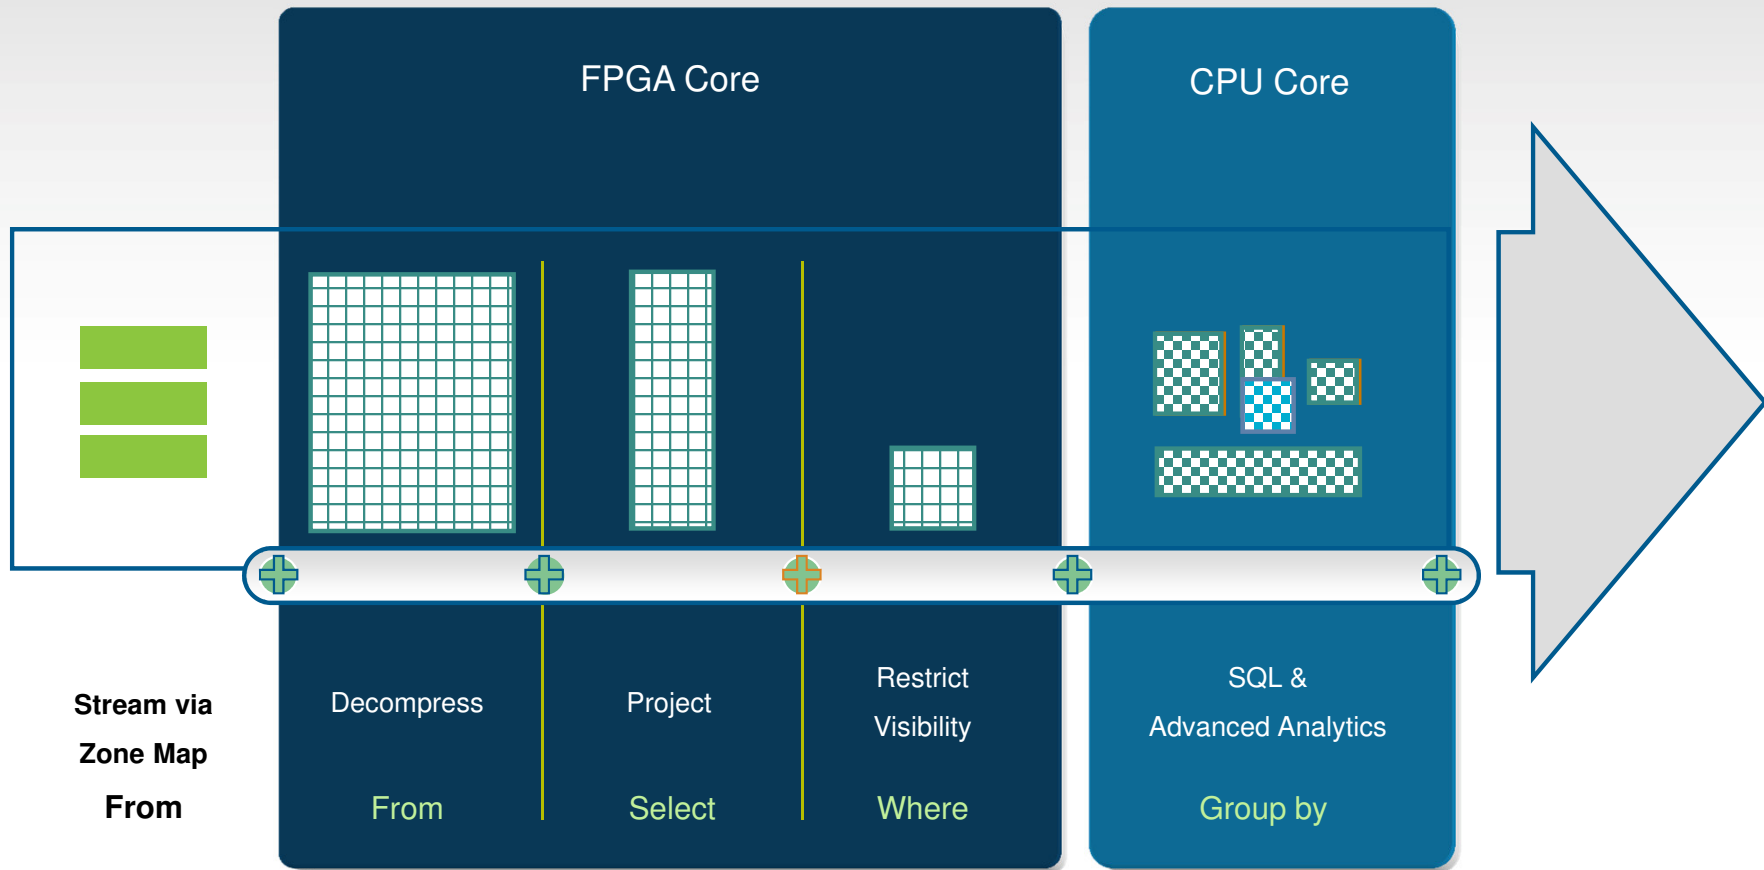 FPGA Core
CPU Core
Stream via
Zone Map
From
Decompress
From
Project
Select
Restrict
Visibility
Where
SQL &
Advanced Analytics
Group by